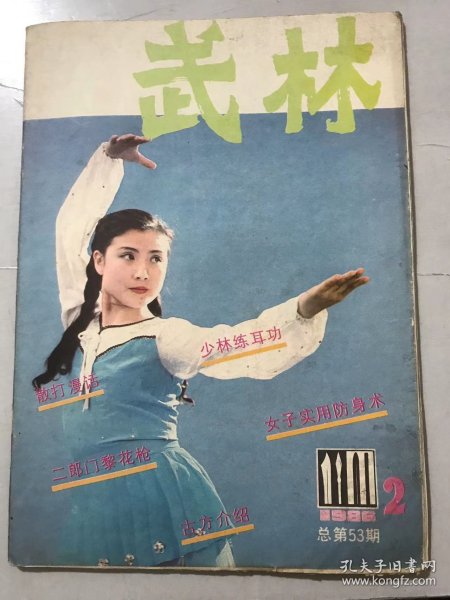 武林
少林练耳功
散打漫话
女子实用防身术
二郎门黎花枪
古方介绍
1986 2
总第53期
孔夫子旧书网
www.kongfz.com